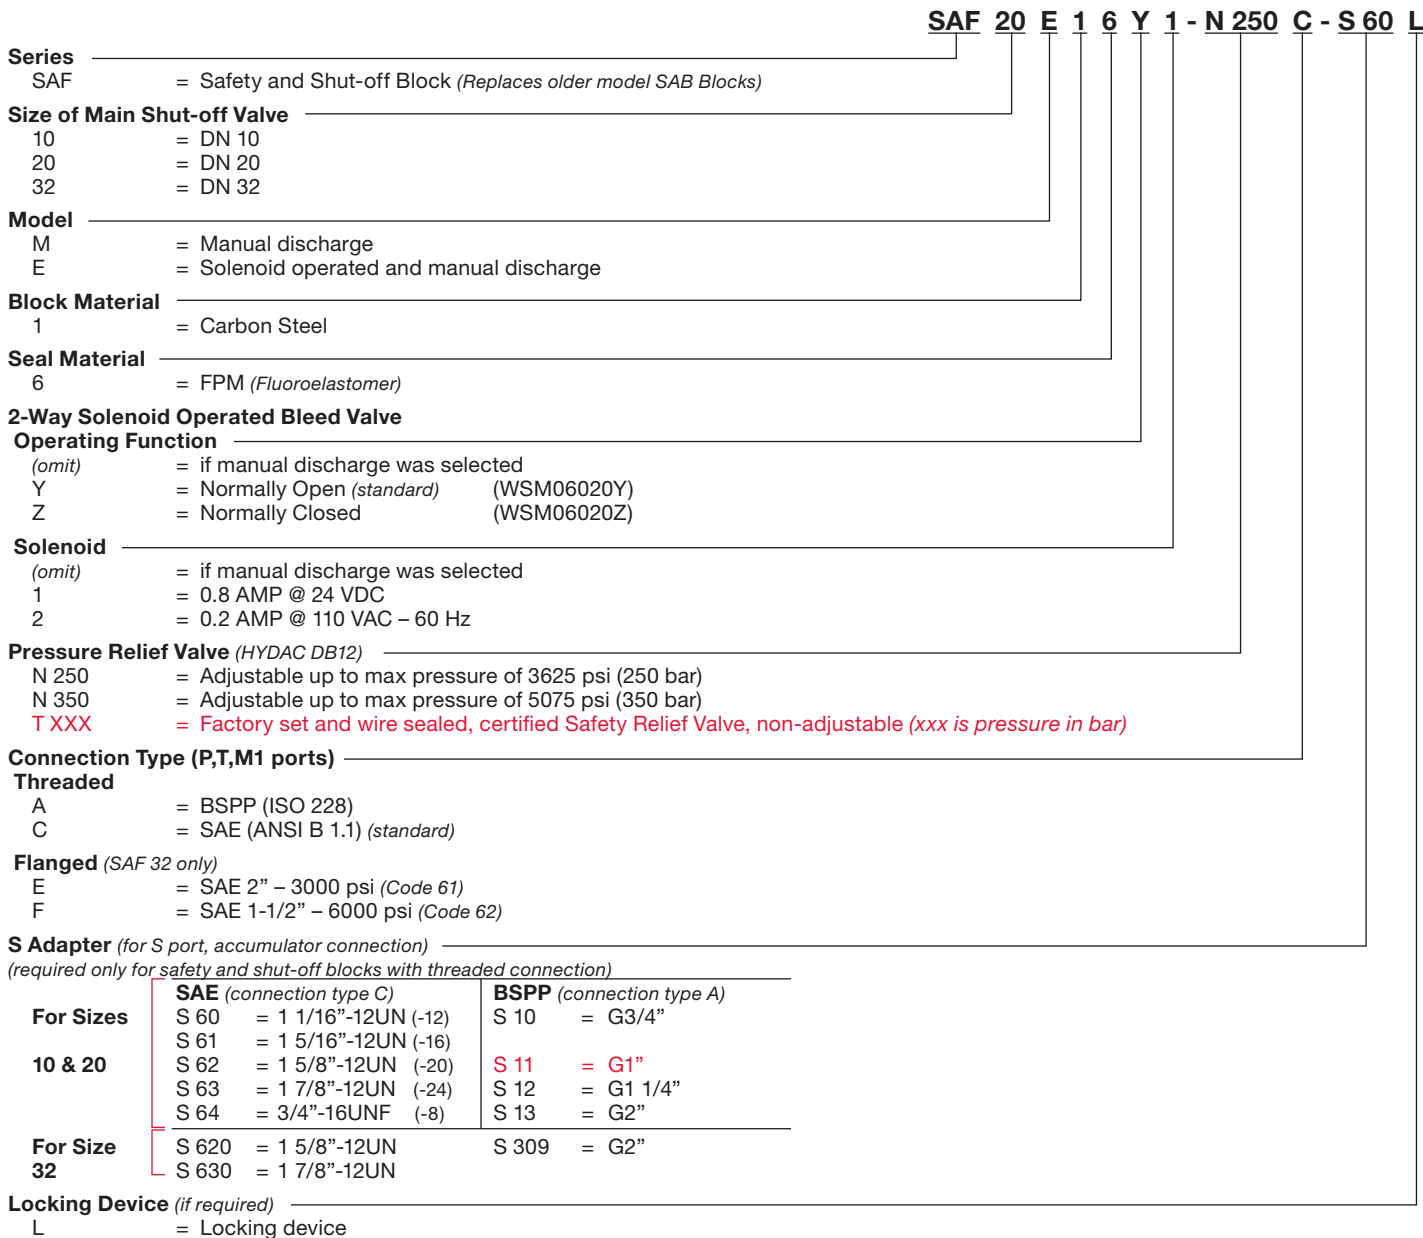 SAF 20 E 1 6 Y 1 - N 250 C - S 60 L
Series
SAF = Safety and Shut-off Block (Replaces older model SAB Blocks)
Size of Main Shut-off Valve
10 = DN 10
20 = DN 20
32 = DN 32
Model
M = Manual discharge
E = Solenoid operated and manual discharge
Block Material
1 = Carbon Steel
Seal Material
6 = FPM (Fluoroelastomer)
2-Way Solenoid Operated Bleed Valve
Operating Function
(omit) = if manual discharge was selected
Y = Normally Open (standard) (WSM06020Y)
Z = Normally Closed (WSM06020Z)
Solenoid
(omit) = if manual discharge was selected
1 = 0.8 AMP @ 24 VDC
2 = 0.2 AMP @ 110 VAC – 60 Hz
Pressure Relief Valve (HYDAC DB12)
N 250 = Adjustable up to max pressure of 3625 psi (250 bar)
N 350 = Adjustable up to max pressure of 5075 psi (350 bar)
T XXX = Factory set and wire sealed, certified Safety Relief Valve, non-adjustable (xxx is pressure in bar)
Connection Type (P,T,M1 ports)
Threaded
A = BSPP (ISO 228)
C = SAE (ANSI B 1.1) (standard)
Flanged (SAF 32 only)
E = SAE 2” – 3000 psi (Code 61)
F = SAE 1-1/2” – 6000 psi (Code 62)
S Adapter (for S port, accumulator connection)
(required only for safety and shut-off blocks with threaded connection)
SAE (connection type C) BSPP (connection type A)
For Sizes S 60 = 1 1/16”-12UN (-12) S 10 = G3/4”
S 61 = 1 5/16”-12UN (-16)
10 & 20 S 62 = 1 5/8”-12UN (-20) S 11 = G1”
S 63 = 1 7/8”-12UN (-24) S 12 = G1 1/4”
S 64 = 3/4”-16UNF (-8) S 13 = G2”
For Size S 620 = 1 5/8”-12UN S 309 = G2”
32 S 630 = 1 7/8”-12UN
Locking Device (if required)
L = Locking device